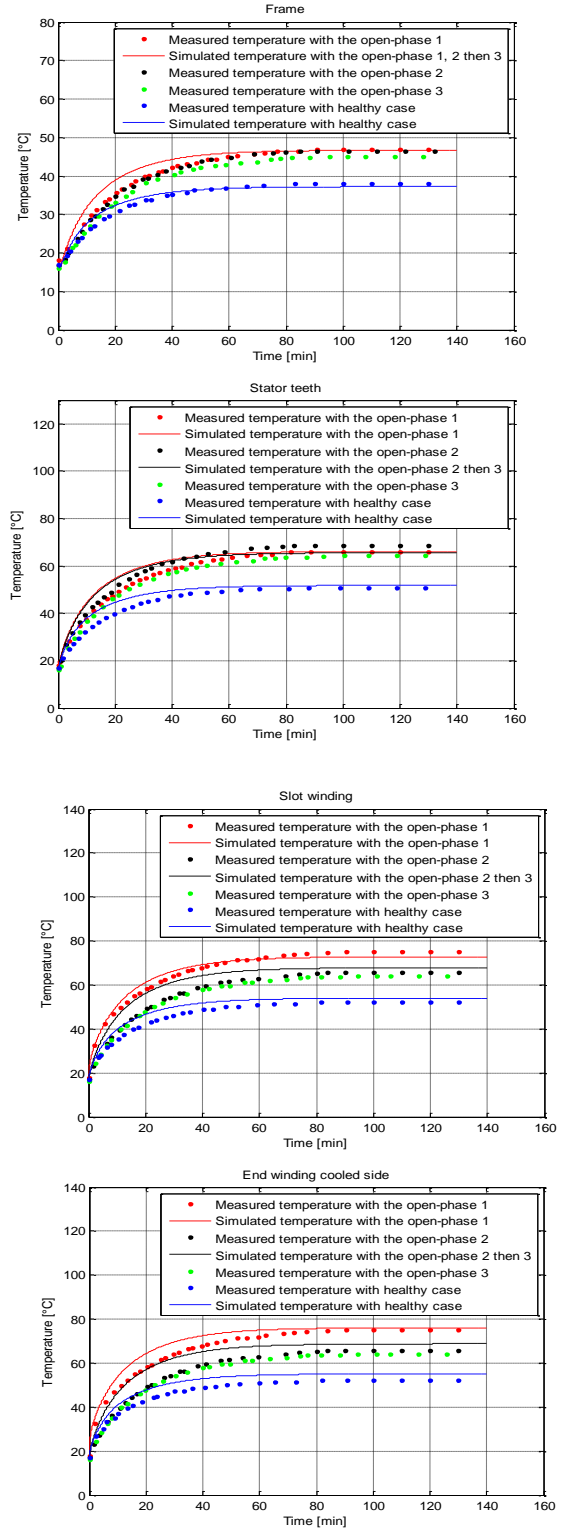 Frame
80
70
60
50
40
30
20
10
0
Temperature [°C]
Measured temperature with the open-phase 1
Simulated temperature with the open-phase 1, 2 then 3
Measured temperature with the open-phase 2
Measured temperature with the open-phase 3
Measured temperature with healthy case
Simulated temperature with healthy case
0 20 40 60 80 100 120 140 160
Time [min]
Stator teeth
120
100
80
60
40
20
0
Temperature [°C]
Measured temperature with the open-phase 1
Simulated temperature with the open-phase 1
Measured temperature with the open-phase 2
Simulated temperature with the open-phase 2 then 3
Measured temperature with the open-phase 3
Measured temperature with healthy case
Simulated temperature with healthy case
0 20 40 60 80 100 120 140 160
Time [min]
Slot winding
140
120
100
80
60
40
20
0
Temperature [°C]
Measured temperature with the open-phase 1
Simulated temperature with the open-phase 1
Measured temperature with the open-phase 2
Simulated temperature with the open-phase 2 then 3
Measured temperature with the open-phase 3
Measured temperature with healthy case
Simulated temperature with healthy case
0 20 40 60 80 100 120 140 160
Time [min]
End winding cooled side
140
120
100
80
60
40
20
0
Temperature [°C]
Measured temperature with the open-phase 1
Simulated temperature with the open-phase 1
Measured temperature with the open-phase 2
Simulated temperature with the open-phase 2 then 3
Measured temperature with the open-phase 3
Measured temperature with healthy case
Simulated temperature with healthy case
0 20 40 60 80 100 120 140 160
Time [min]